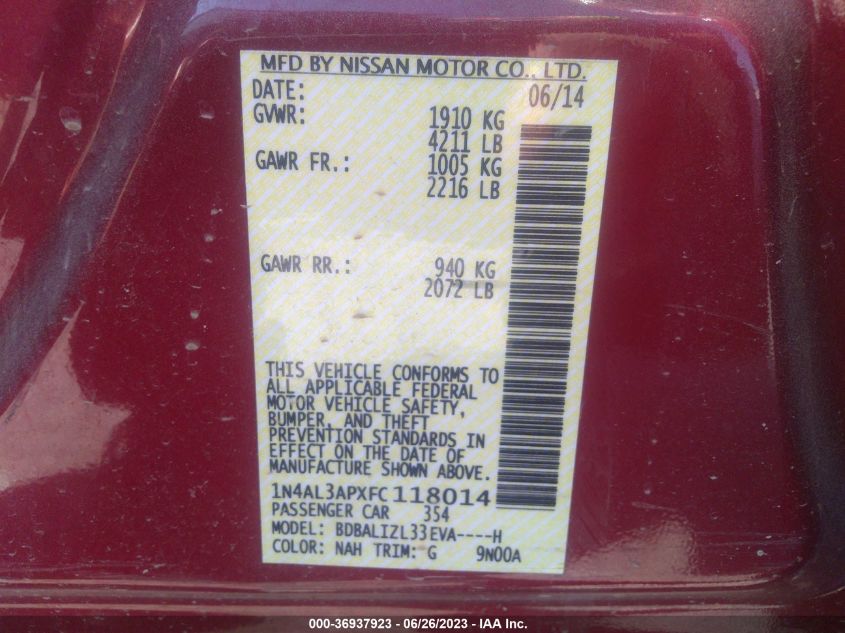 MFD BY NISSAN MOTOR CO., LTD.
DATE: 06/14
GVWR: 1910 KG
4211 LB
GAWR FR.: 1005 KG
2216 LB
GAWR RR.: 940 KG
2072 LB
THIS VEHICLE CONFORMS TO
ALL APPLICABLE FEDERAL
MOTOR VEHICLE SAFETY,
BUMPER, AND THEFT
PREVENTION STANDARDS IN
EFFECT ON THE DATE OF
MANUFACTURE SHOWN ABOVE.
1N4AL3APXFC118014
PASSENGER CAR 354
MODEL: BDBALIZL33EVA----H
COLOR: NAH TRIM: G 9N00A
000-36937923 - 06/26/2023 - IAA Inc.